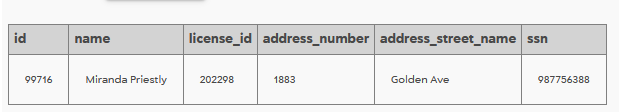 id name license_id address_number address_street_name ssn
99716 Miranda Priestly 202298 1883 Golden Ave 987756388